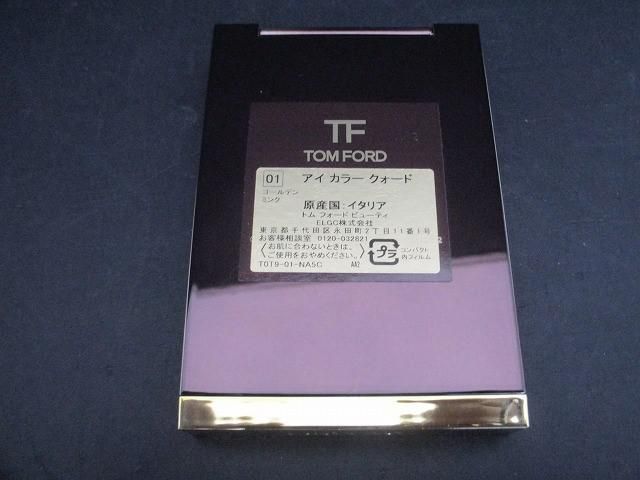 TF
TOM FORD
01 アイ カラー クォード
ゴールデン
ミンク
原産国:イタリア
トム フォード ビューティ
ELGC株式会社
東京都千代田区永田町2丁目11番1号
お客様相談室 0120-032821
〈お肌に合わないときは、
ご使用をおやめください。〉
プラ
コンパクト
内フィルム
T0T9-01-NA5C AA2